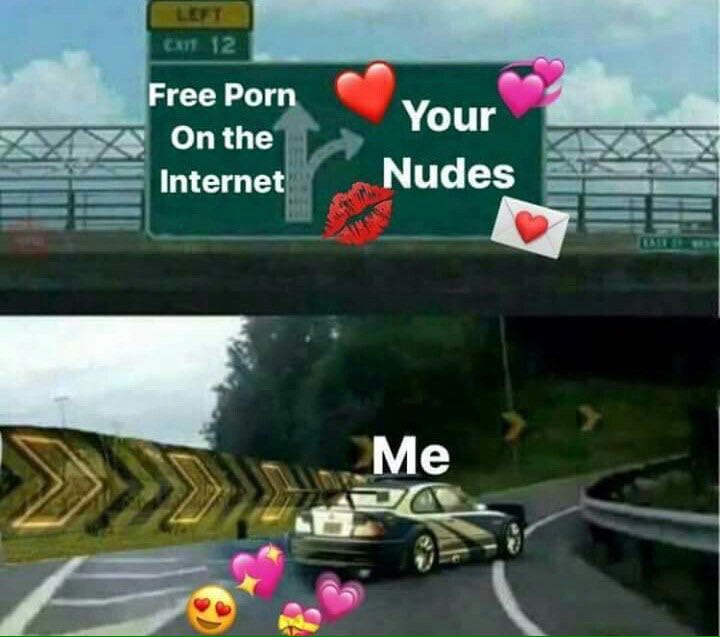 LEFT
EXIT 12
Free Porn
On the
Internet
Your
Nudes
Me